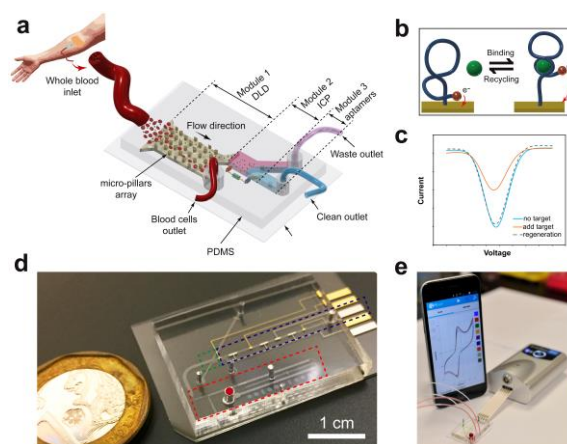 a
Whole blood
inlet
Module 1
DLD
Module 2
ICP
Module 3
aptamers
Flow direction
Waste outlet
micro-pillars
array
Blood cells
outlet
PDMS
Clean outlet
b
Binding
Recycling
e⁻
c
Current
Voltage
no target
add target
regeneration
d
1 cm
e